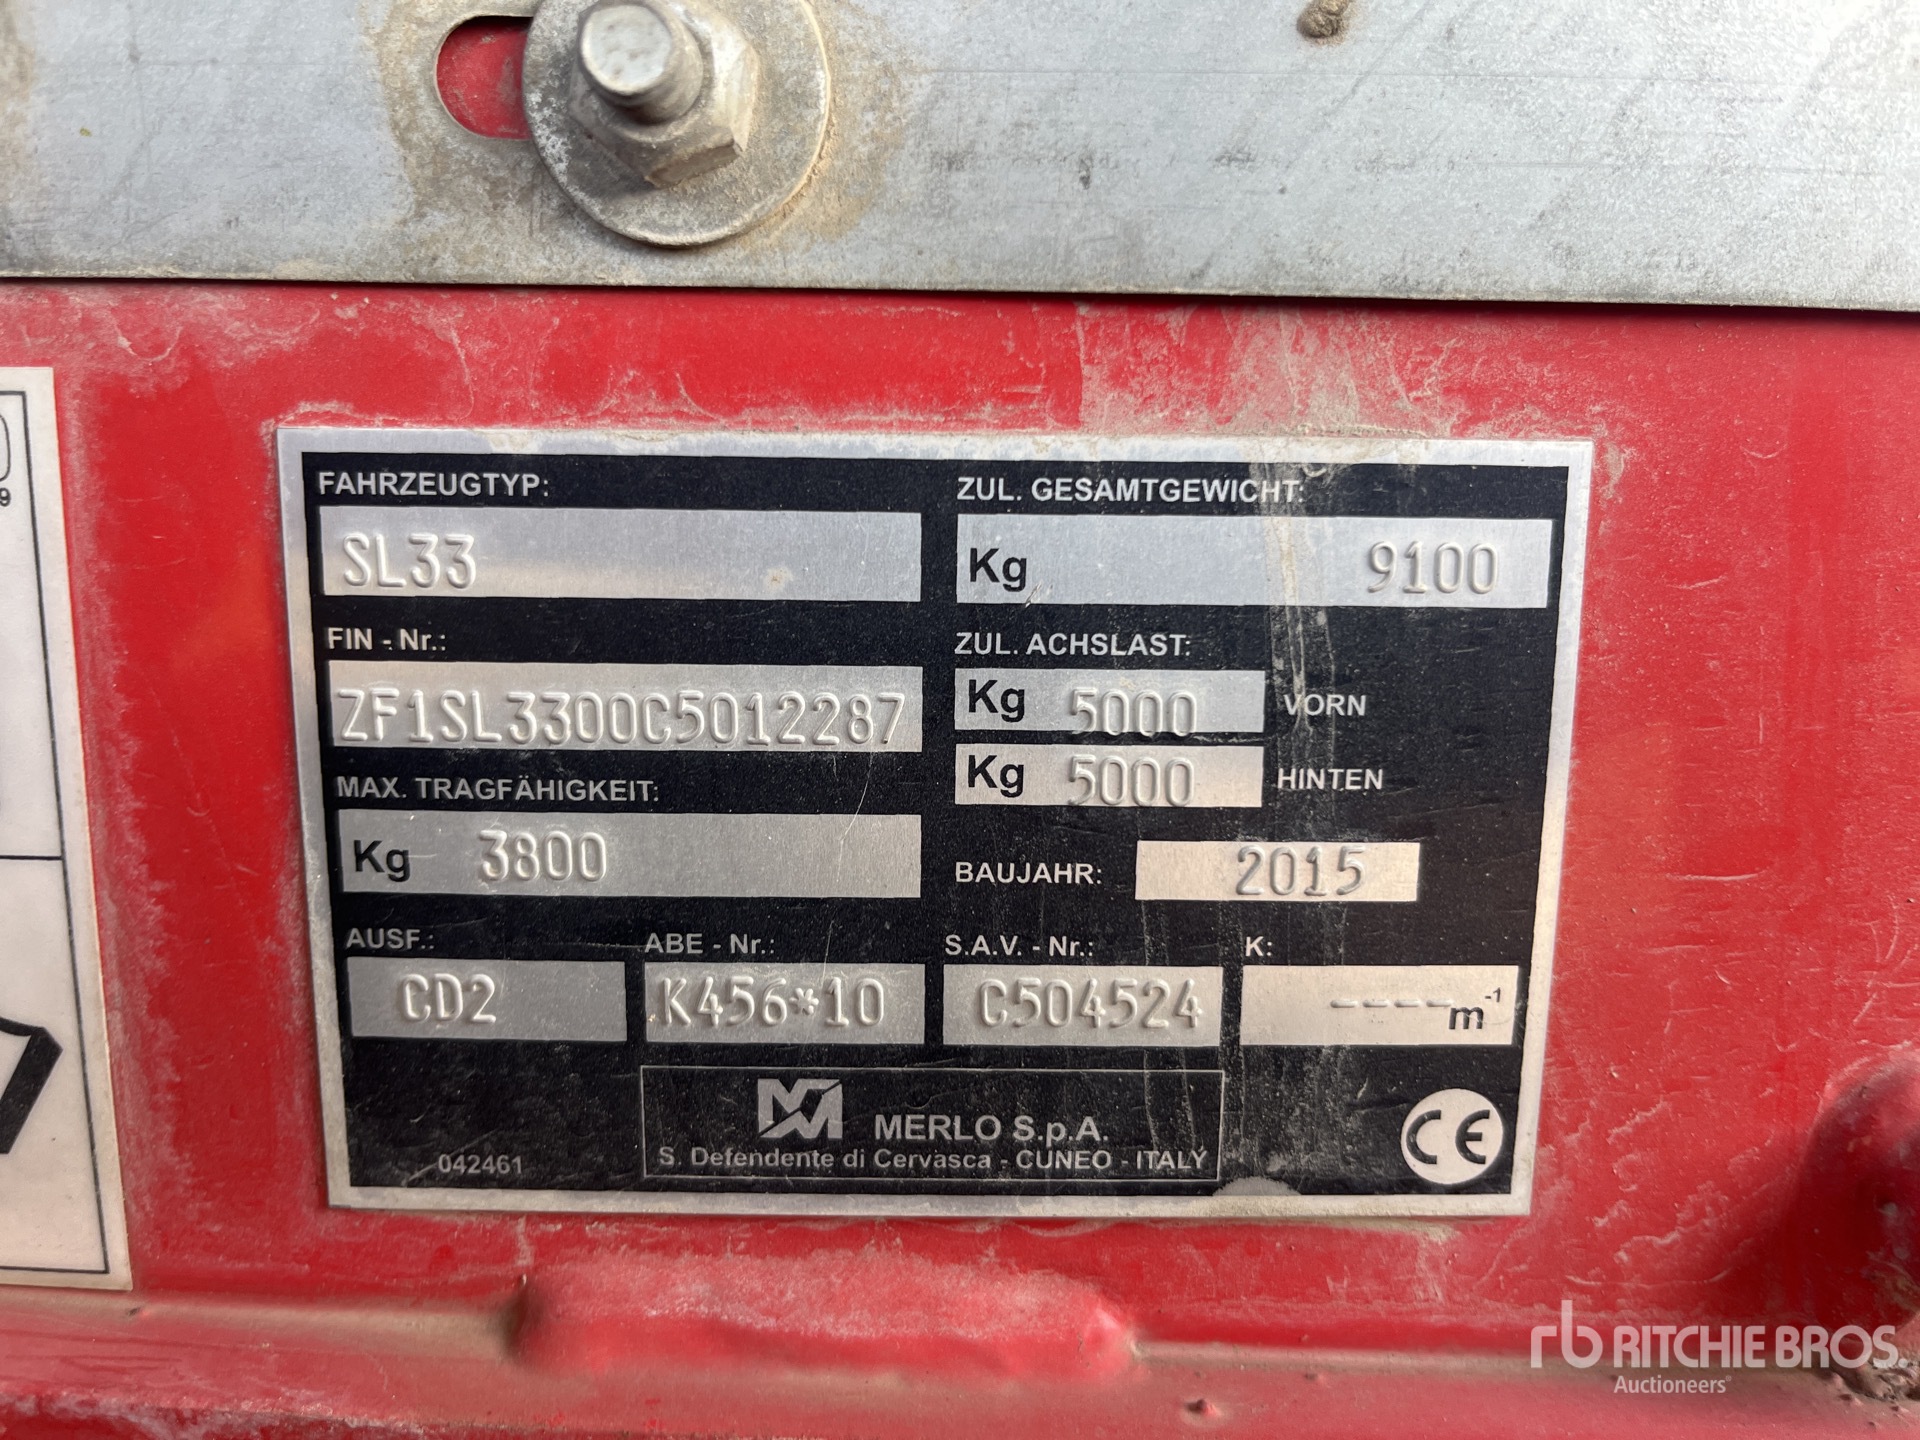 9
FAHRZEUGTYP:
SL33
FIN - Nr.:
ZF1SL3300C5012287
MAX. TRAGFÄHIGKEIT:
Kg 3800
ZUL. GESAMTGEWICHT:
Kg 9100
ZUL. ACHSLAST:
Kg 5000 VORN
Kg 5000 HINTEN
BAUJAHR: 2015
AUSF.: ABE - Nr.: S.A.V. - Nr.: K:
CD2 K456*10 C504524 ----m-1
MERLO S.p.A.
S. Defendente di Cervasca - CUNEO - ITALY
042461
CE
rb RITCHIE BROS.
Auctioneers